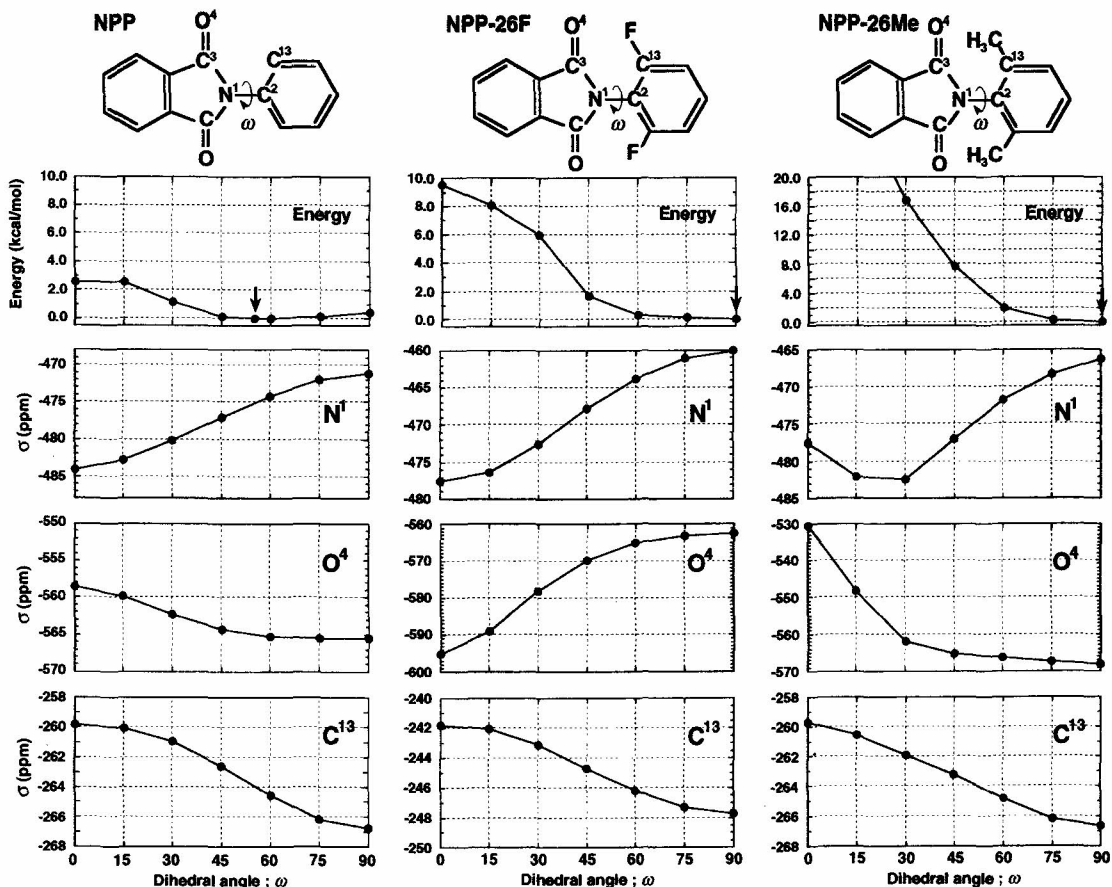 NPP
O⁴
C³
N¹
C²
C¹³
ω
C
O
NPP-26F
O⁴
F
C¹³
C³
N¹
C²
ω
C
F
O
NPP-26Me
O⁴
H₃C
C¹³
C³
N¹
C²
ω
C
H₃C
O
Energy (kcal/mol)
10.0
8.0
6.0
4.0
2.0
0.0
Energy
10.0
8.0
6.0
4.0
2.0
0.0
Energy
20.0
16.0
12.0
8.0
4.0
2.0
0.0
Energy
σ (ppm)
-470
-475
-480
-485
N¹
-460
-465
-470
-475
-480
N¹
-465
-470
-475
-480
-485
N¹
σ (ppm)
-550
-555
-560
-565
-570
O⁴
-560
-570
-580
-590
-600
O⁴
-530
-540
-550
-560
-570
O⁴
σ (ppm)
-258
-260
-262
-264
-266
-268
C¹³
-240
-242
-244
-246
-248
-250
C¹³
-258
-260
-262
-264
-266
-268
C¹³
0 15 30 45 60 75 90
0 15 30 45 60 75 90
0 15 30 45 60 75 90
Dihedral angle ; ω
Dihedral angle ; ω
Dihedral angle ; ω